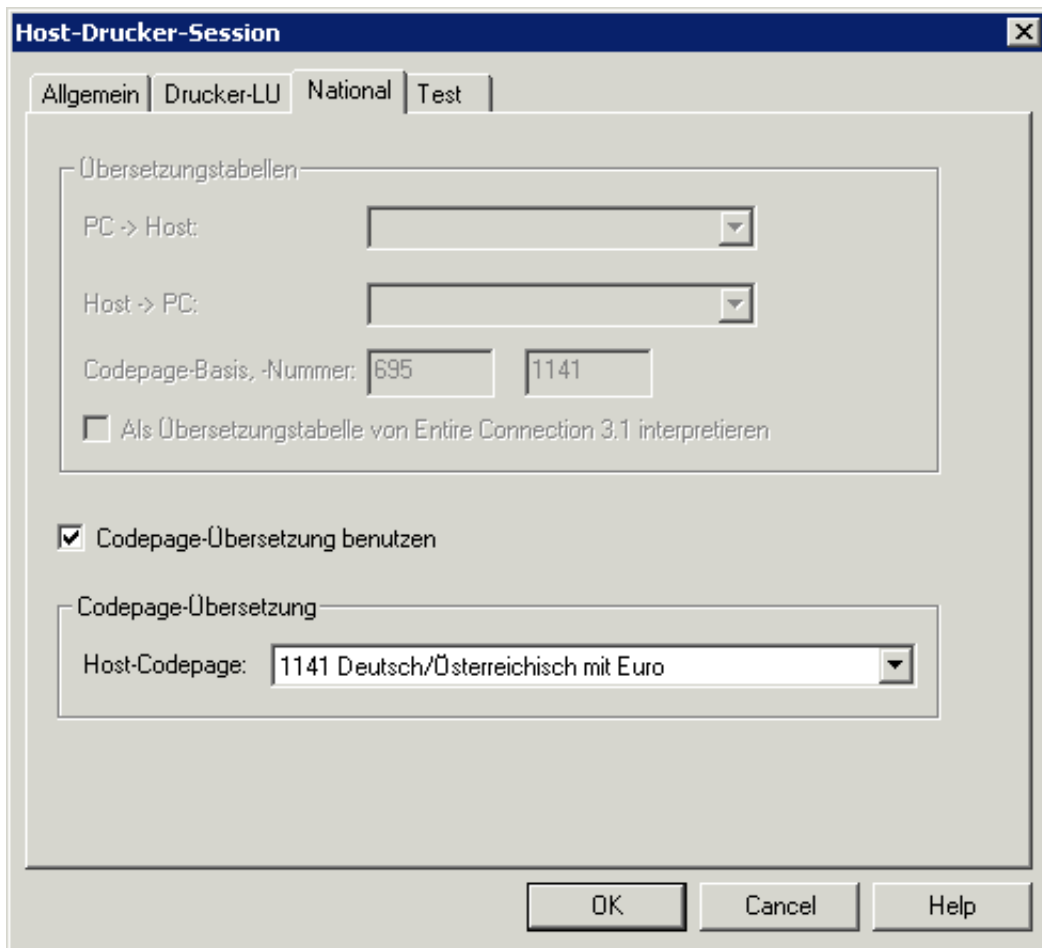 Host-Drucker-Session
Allgemein Drucker-LU National Test
Übersetzungstabellen
PC -> Host:
Host -> PC:
Codepage-Basis, -Nummer: 695 1141
Als Übersetzungstabelle von Entire Connection 3.1 interpretieren
Codepage-Übersetzung benutzen
Codepage-Übersetzung
Host-Codepage: 1141 Deutsch/Österreichisch mit Euro
OK Cancel Help